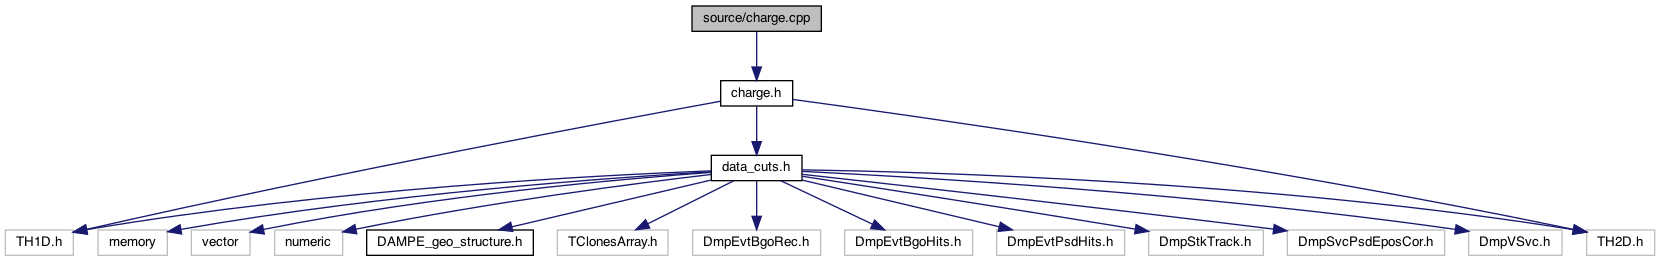 source/charge.cpp
charge.h
data_cuts.h
TH1D.h
memory
vector
numeric
DAMPE_geo_structure.h
TClonesArray.h
DmpEvtBgoRec.h
DmpEvtBgoHits.h
DmpEvtPsdHits.h
DmpStkTrack.h
DmpSvcPsdEposCor.h
DmpVSvc.h
TH2D.h